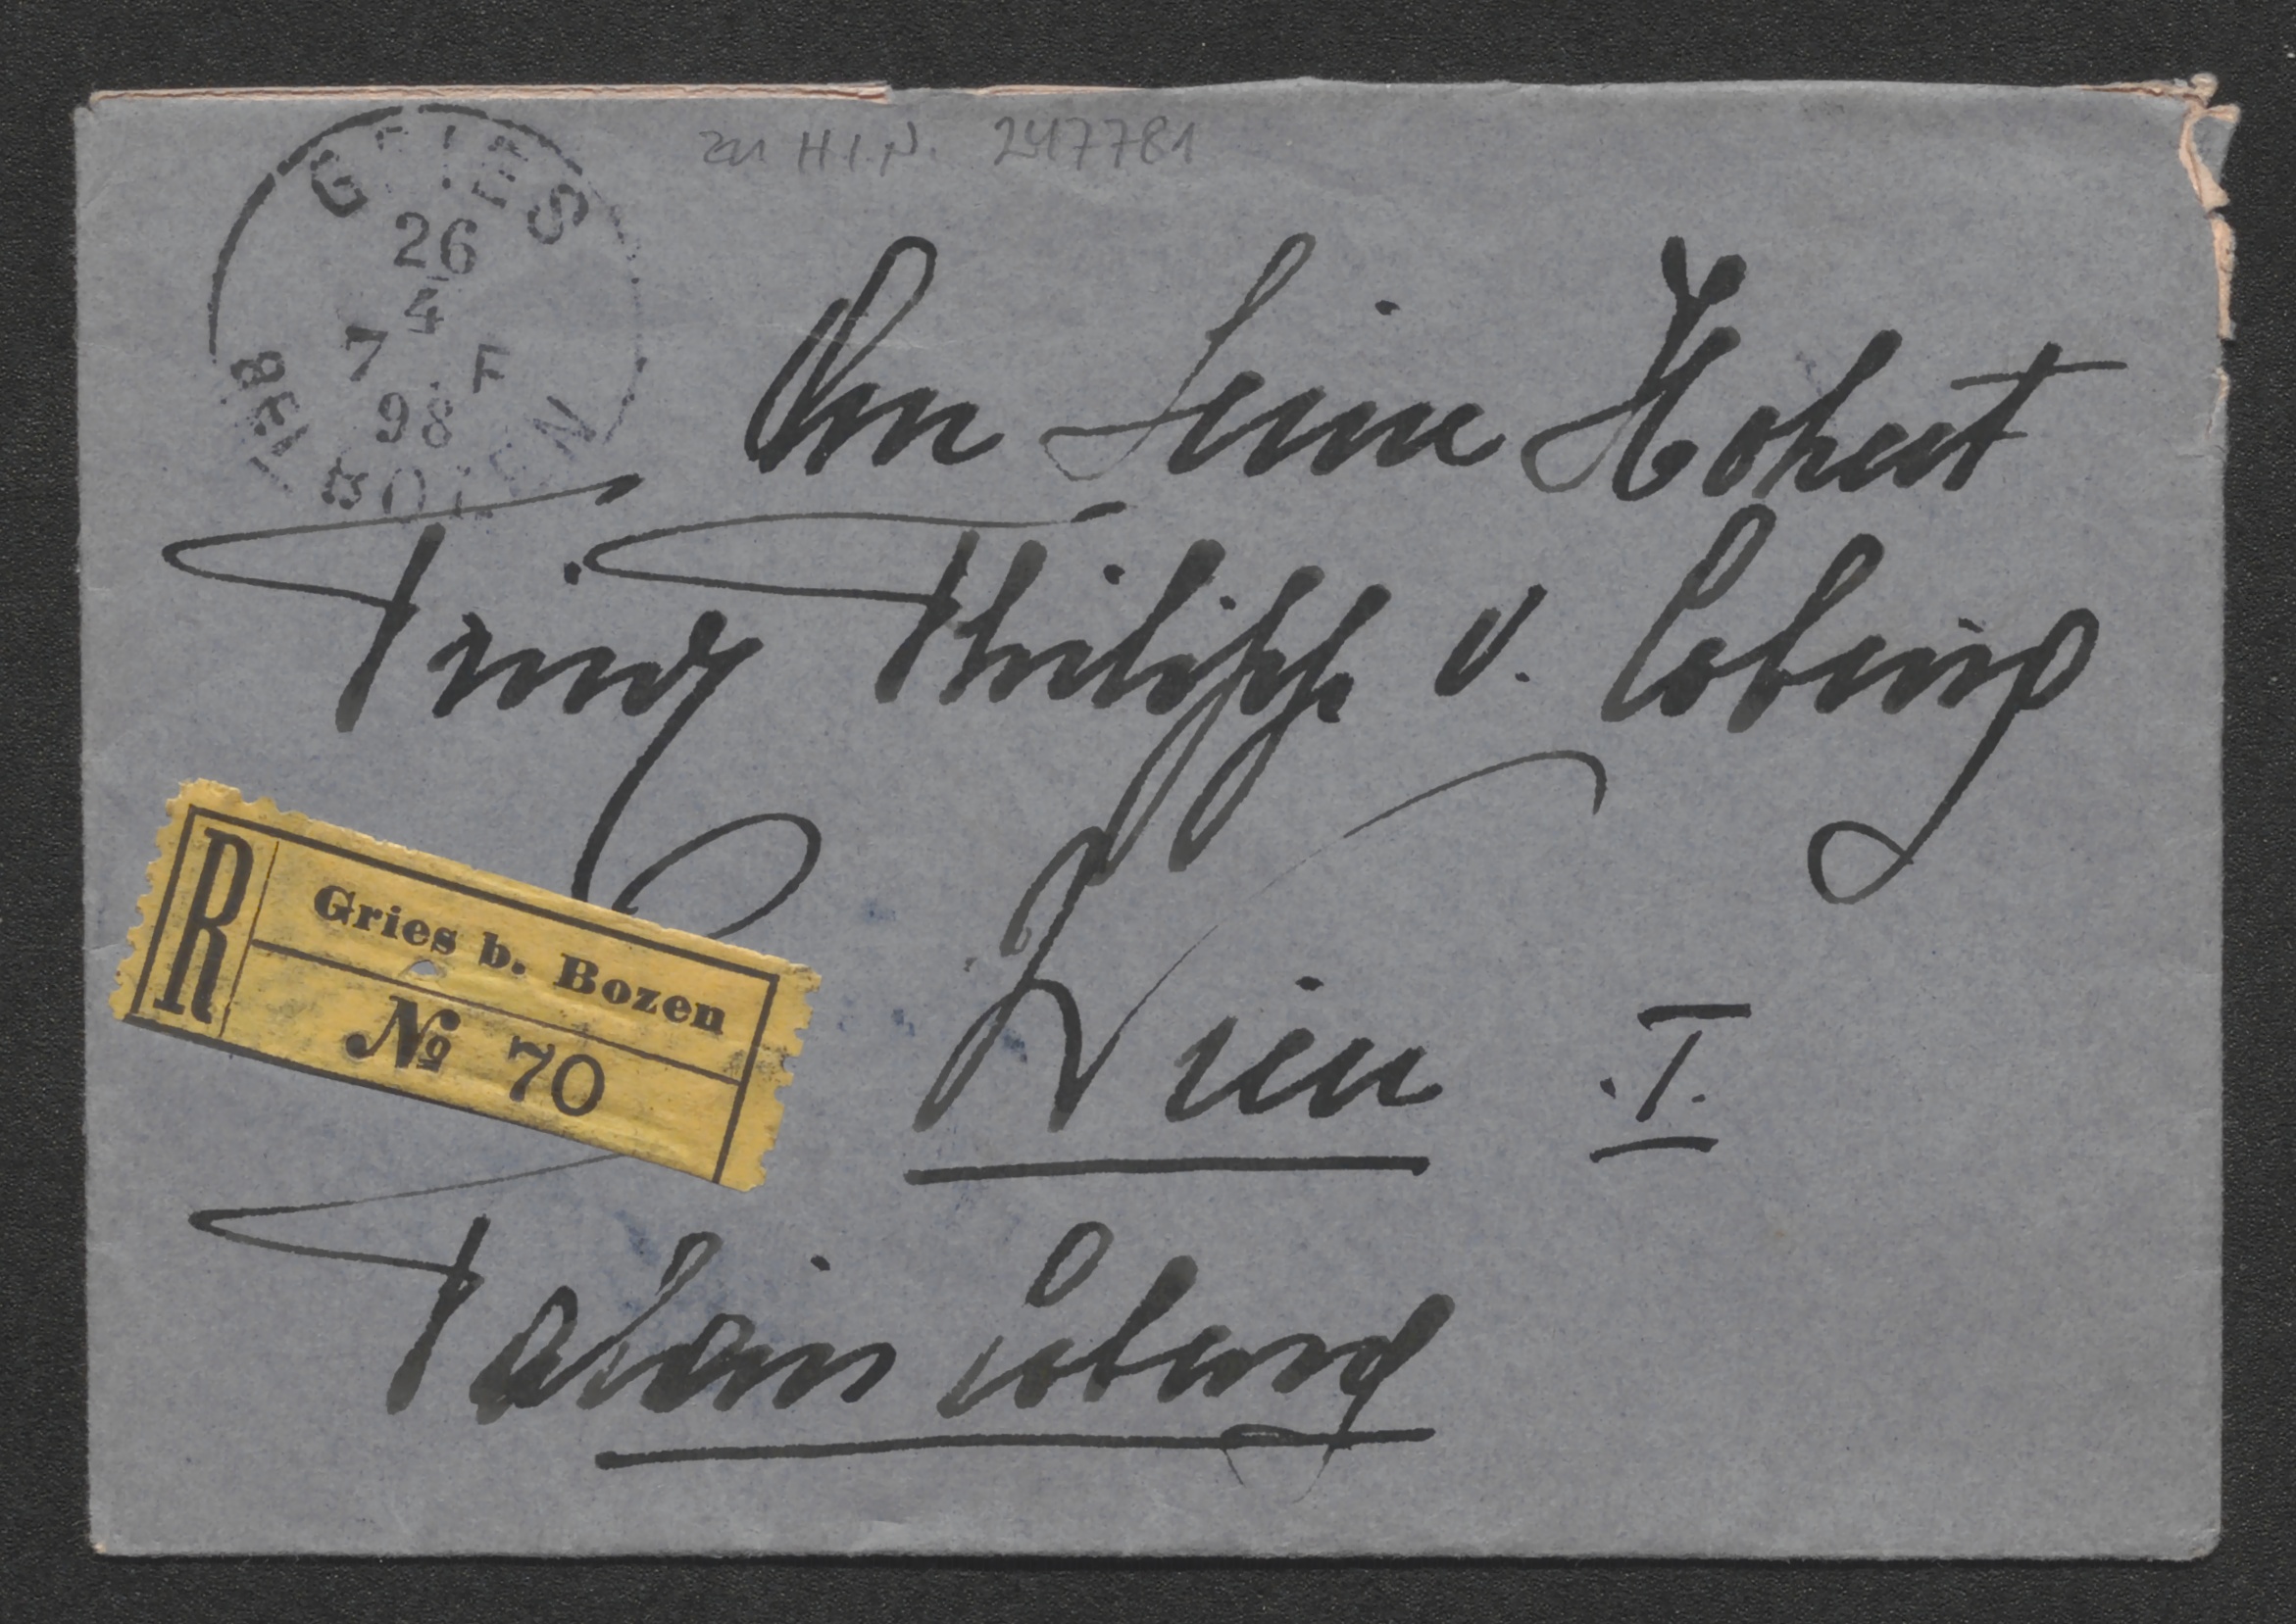 zu H.I.N. 247781
GRIES
26
4
7 F
98
BEI BOZEN
An Seine Hoheit
Prinz Philipp v. Coburg
R Gries b. Bozen
№ 70
Wien .I.
Palais Coburg